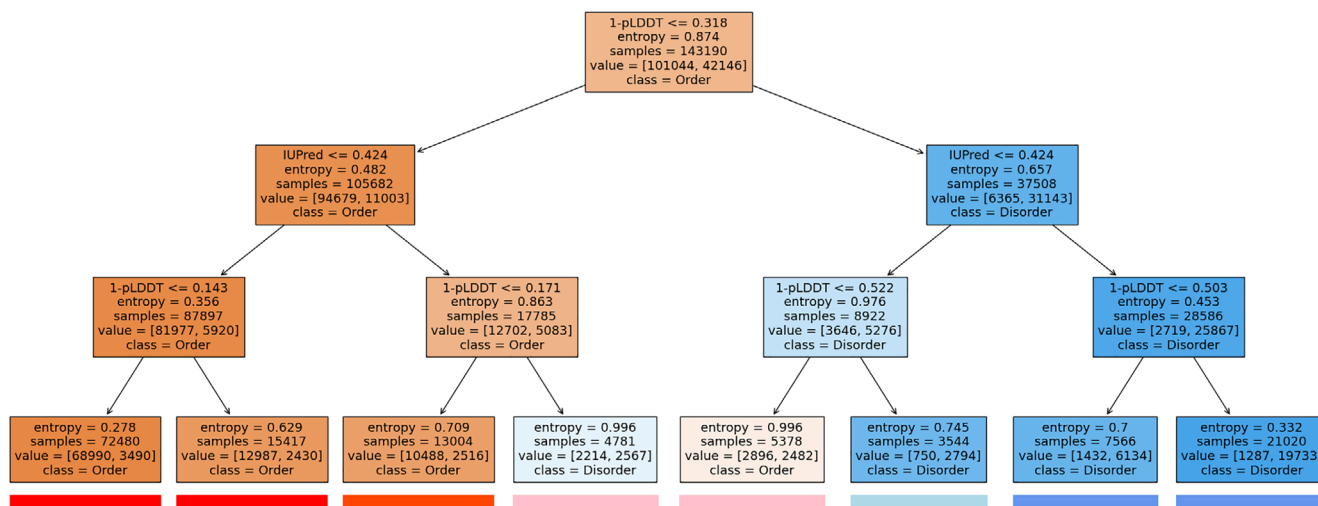 1-pLDDT <= 0.318
entropy = 0.874
samples = 143190
value = [101044, 42146]
class = Order
IUPred <= 0.424
entropy = 0.482
samples = 105682
value = [94679, 11003]
class = Order
IUPred <= 0.424
entropy = 0.657
samples = 37508
value = [6365, 31143]
class = Disorder
1-pLDDT <= 0.143
entropy = 0.356
samples = 87897
value = [81977, 5920]
class = Order
1-pLDDT <= 0.171
entropy = 0.863
samples = 17785
value = [12702, 5083]
class = Order
1-pLDDT <= 0.522
entropy = 0.976
samples = 8922
value = [3646, 5276]
class = Disorder
1-pLDDT <= 0.503
entropy = 0.453
samples = 28586
value = [2719, 25867]
class = Disorder
entropy = 0.278
samples = 72480
value = [68990, 3490]
class = Order
entropy = 0.629
samples = 15417
value = [12987, 2430]
class = Order
entropy = 0.709
samples = 13004
value = [10488, 2516]
class = Order
entropy = 0.996
samples = 4781
value = [2214, 2567]
class = Disorder
entropy = 0.996
samples = 5378
value = [2896, 2482]
class = Order
entropy = 0.745
samples = 3544
value = [750, 2794]
class = Disorder
entropy = 0.7
samples = 7566
value = [1432, 6134]
class = Disorder
entropy = 0.332
samples = 21020
value = [1287, 19733]
class = Disorder